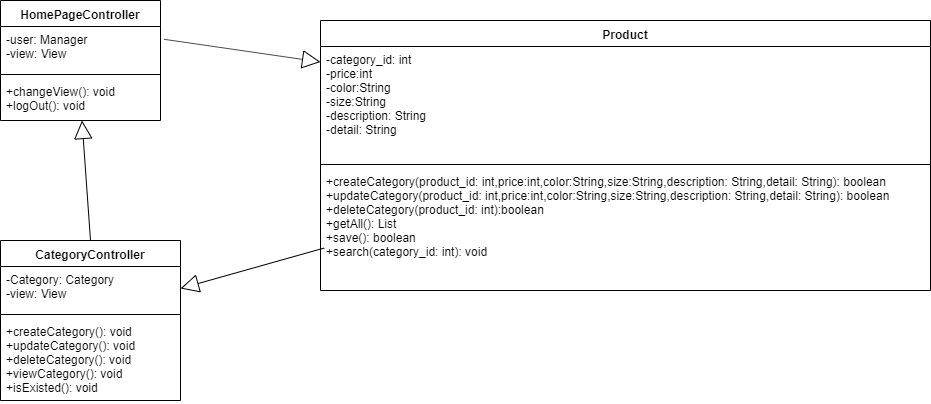 HomePageController
-user: Manager
-view: View
+changeView(): void
+logOut(): void
Product
-category_id: int
-price:int
-color:String
-size:String
-description: String
-detail: String
+createCategory(product_id: int,price:int,color:String,size:String,description: String,detail: String): boolean
+updateCategory(product_id: int,price:int,color:String,size:String,description: String,detail: String): boolean
+deleteCategory(product_id: int):boolean
+getAll(): List
+save(): boolean
+search(category_id: int): void
CategoryController
-Category: Category
-view: View
+createCategory(): void
+updateCategory(): void
+deleteCategory(): void
+viewCategory(): void
+isExisted(): void